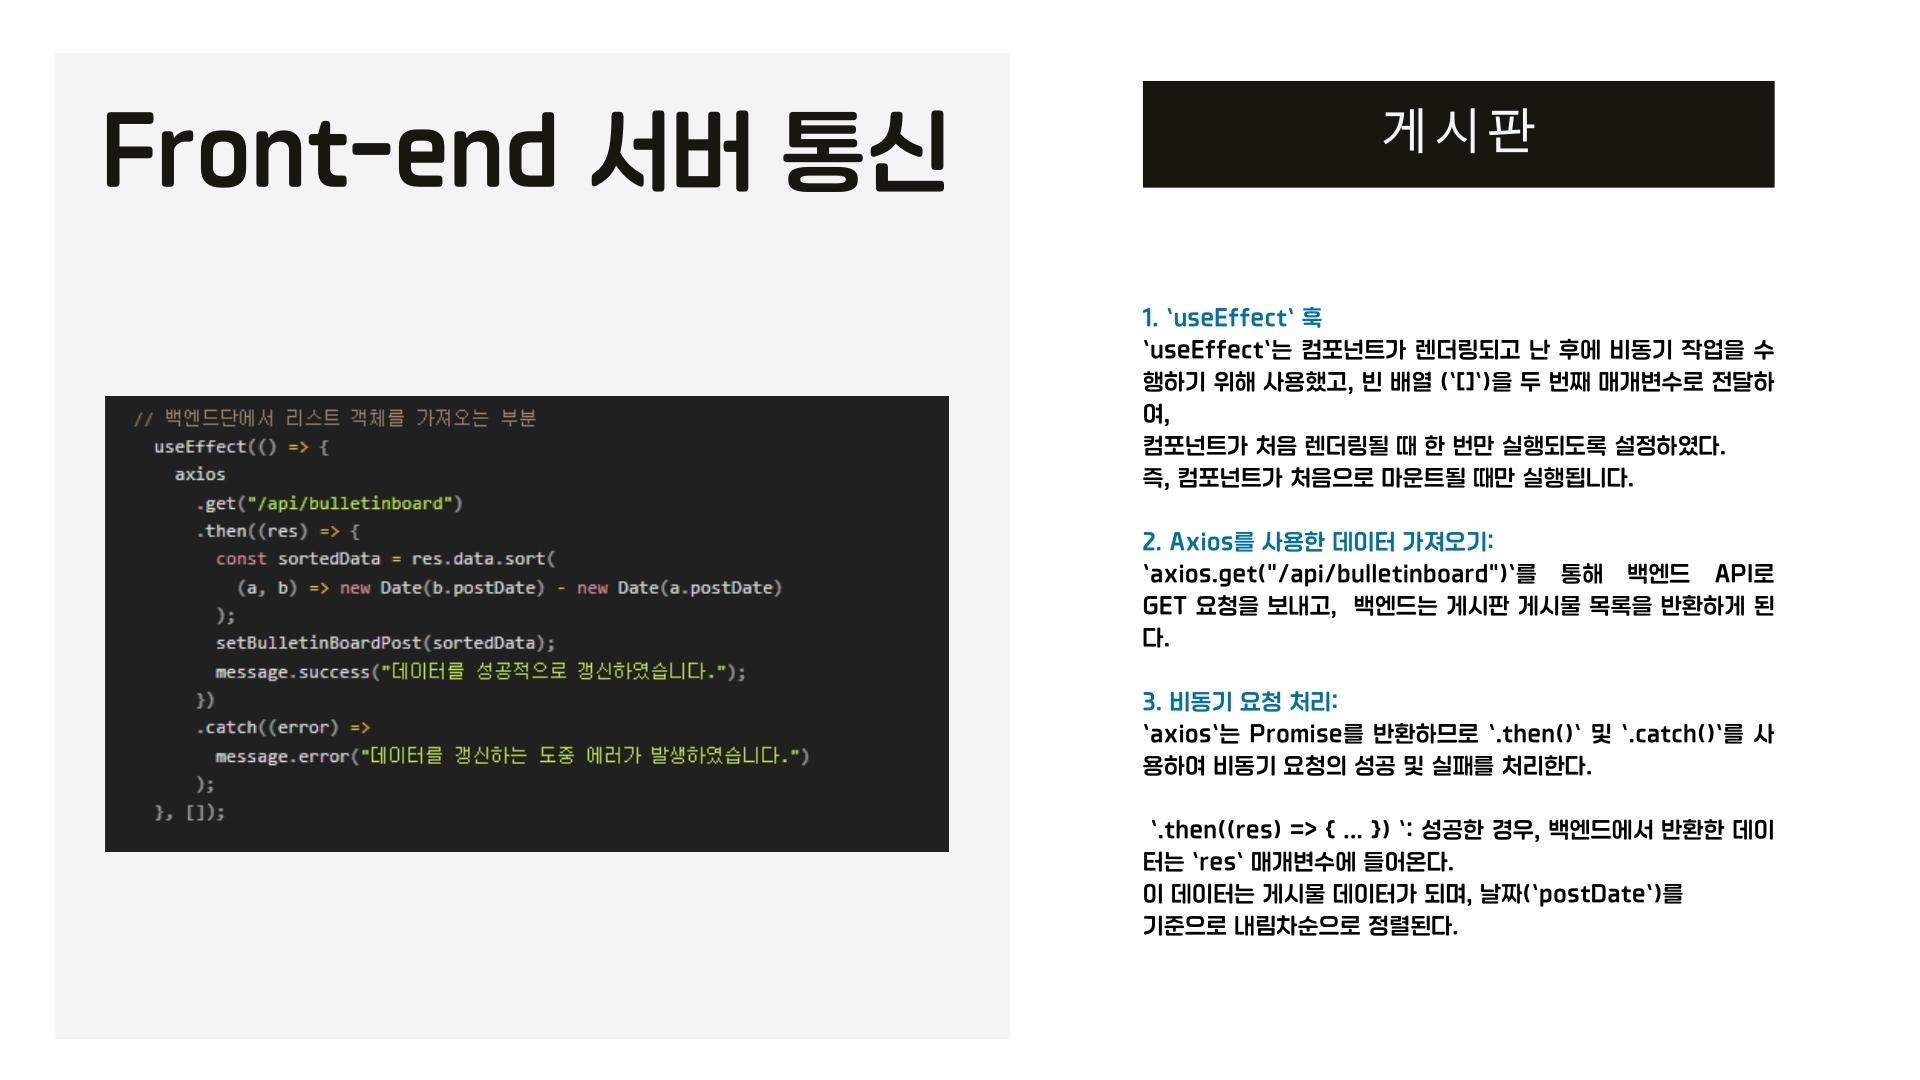 Front-end 서버 통신
// 백엔드단에서 리스트 객체를 가져오는 부분
useEffect(() => {
axios
.get("/api/bulletinboard")
.then((res) => {
const sortedData = res.data.sort(
(a, b) => new Date(b.postDate) - new Date(a.postDate)
);
setBulletinBoardPost(sortedData);
message.success("데이터를 성공적으로 갱신하였습니다.");
})
.catch((error) =>
message.error("데이터를 갱신하는 도중 에러가 발생하였습니다.")
);
}, []);
게시판
1. `useEffect` 훅
`useEffect`는 컴포넌트가 렌더링되고 난 후에 비동기 작업을 수
행하기 위해 사용했고, 빈 배열 (`[]`)을 두 번째 매개변수로 전달하
여,
컴포넌트가 처음 렌더링될 때 한 번만 실행되도록 설정하였다.
즉, 컴포넌트가 처음으로 마운트될 때만 실행됩니다.
2. Axios를 사용한 데이터 가져오기:
`axios.get("/api/bulletinboard")`를 통해 백엔드 API로
GET 요청을 보내고, 백엔드는 게시판 게시물 목록을 반환하게 된
다.
3. 비동기 요청 처리:
`axios`는 Promise를 반환하므로 `.then()` 및 `.catch()`를 사
용하여 비동기 요청의 성공 및 실패를 처리한다.
`.then((res) => { ... }) `: 성공한 경우, 백엔드에서 반환한 데이
터는 `res` 매개변수에 들어온다.
이 데이터는 게시물 데이터가 되며, 날짜(`postDate`)를
기준으로 내림차순으로 정렬된다.